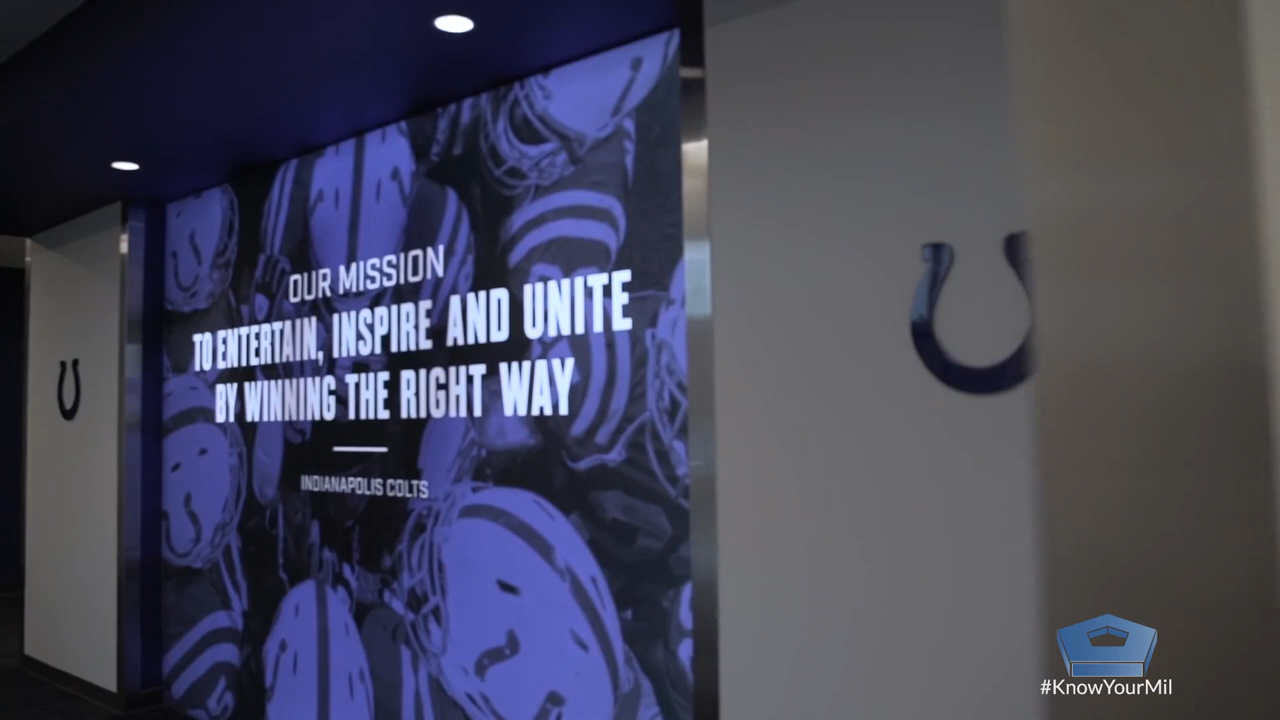 OUR MISSION
TO ENTERTAIN, INSPIRE AND UNITE
BY WINNING THE RIGHT WAY
INDIANAPOLIS COLTS
#KnowYourMil